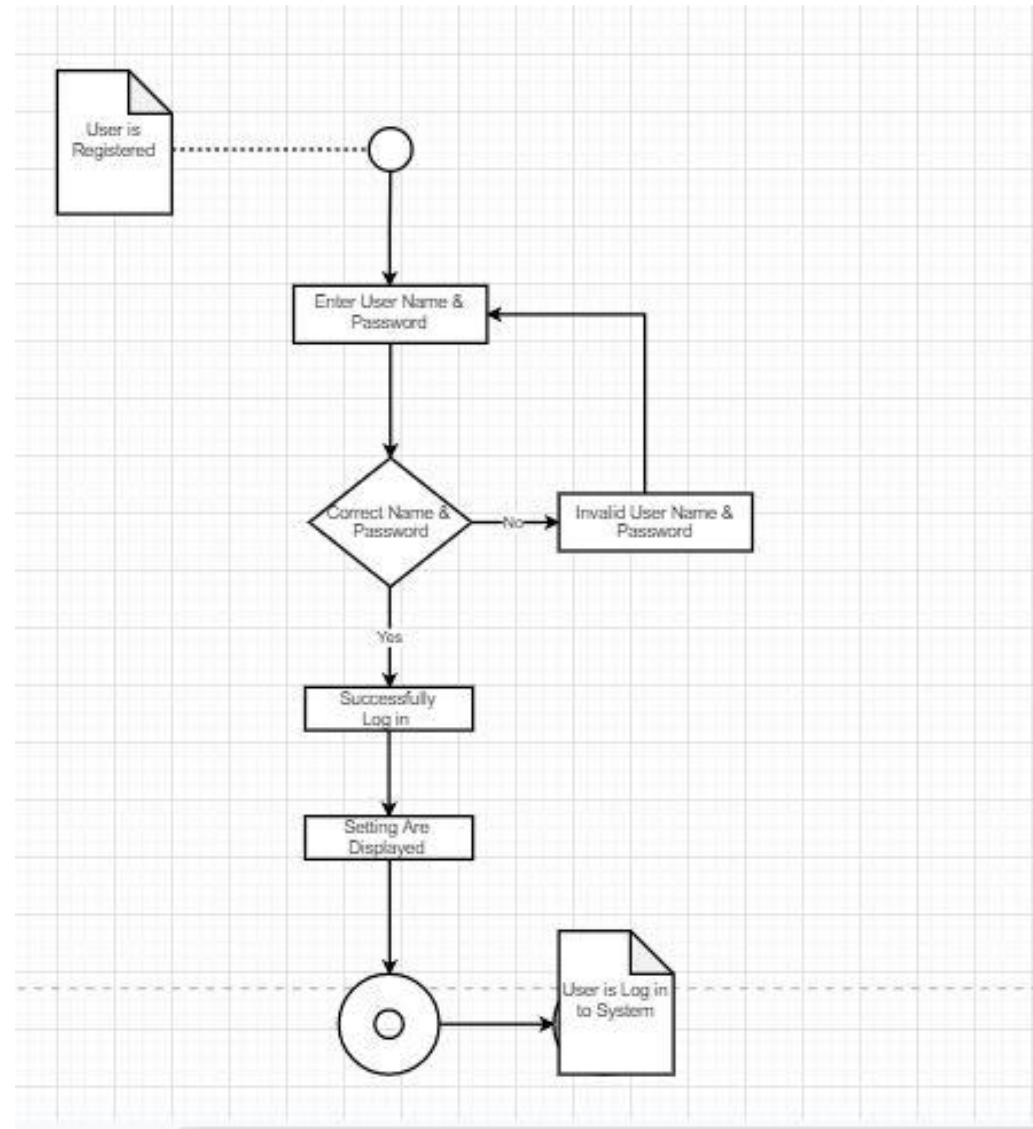 User is
Registered
Enter User Name &
Password
Correct Name &
Password
No
Invalid User Name &
Password
Yes
Successfully
Log in
Setting Are
Displayed
User is Log in
to System